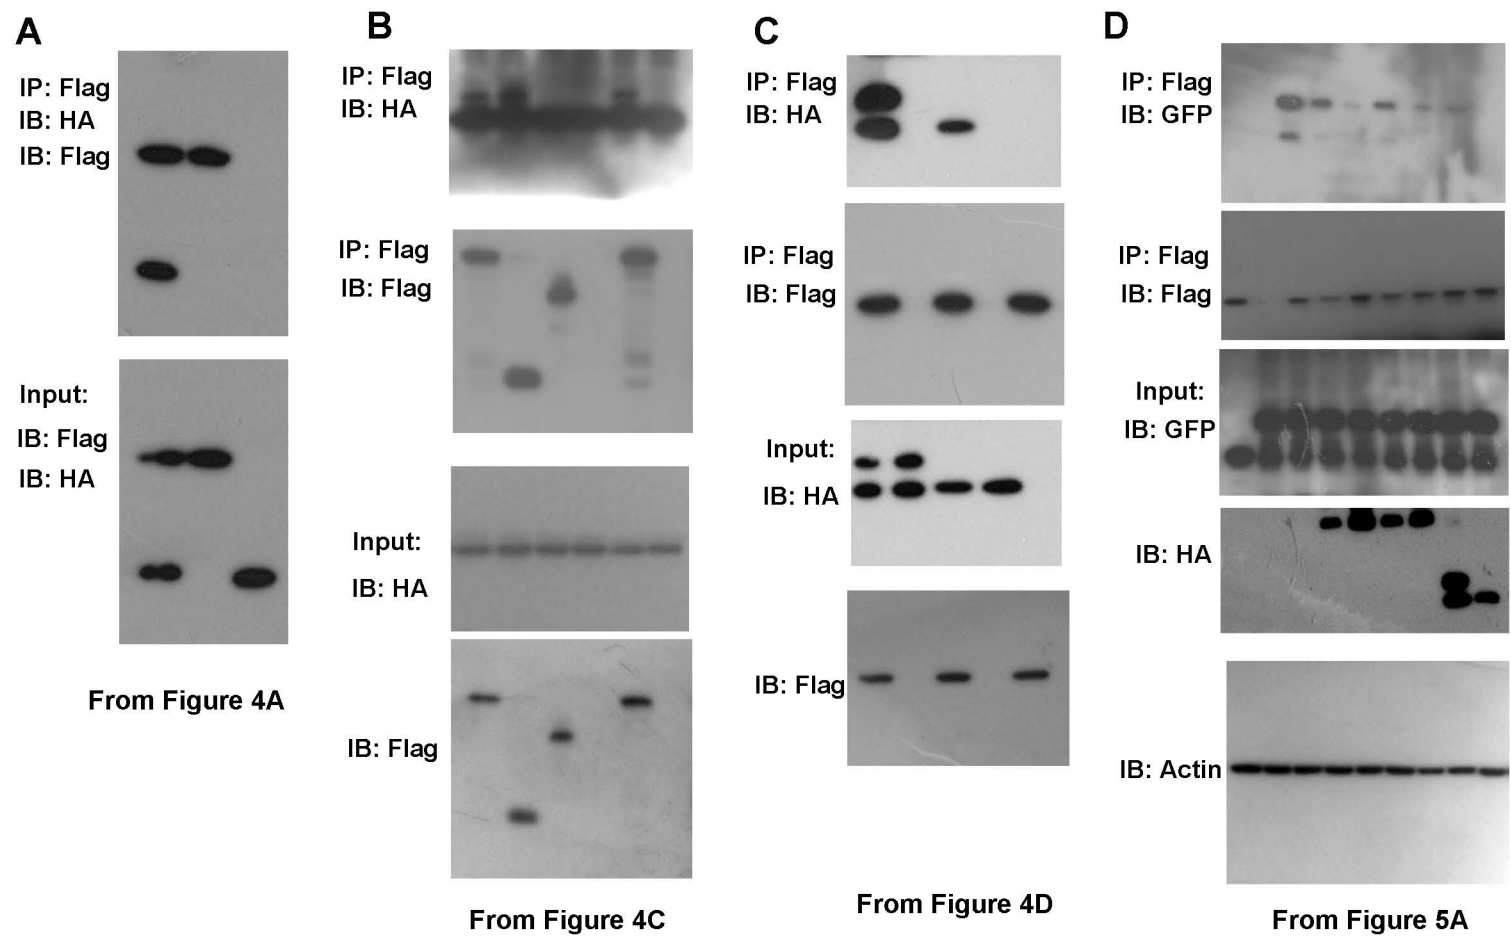 A
IP: Flag
IB: HA
IB: Flag
Input:
IB: Flag
IB: HA
From Figure 4A
B
IP: Flag
IB: HA
IP: Flag
IB: Flag
Input:
IB: HA
IB: Flag
From Figure 4C
C
IP: Flag
IB: HA
IP: Flag
IB: Flag
Input:
IB: HA
IB: Flag
From Figure 4D
D
IP: Flag
IB: GFP
IP: Flag
IB: Flag
Input:
IB: GFP
IB: HA
IB: Actin
From Figure 5A